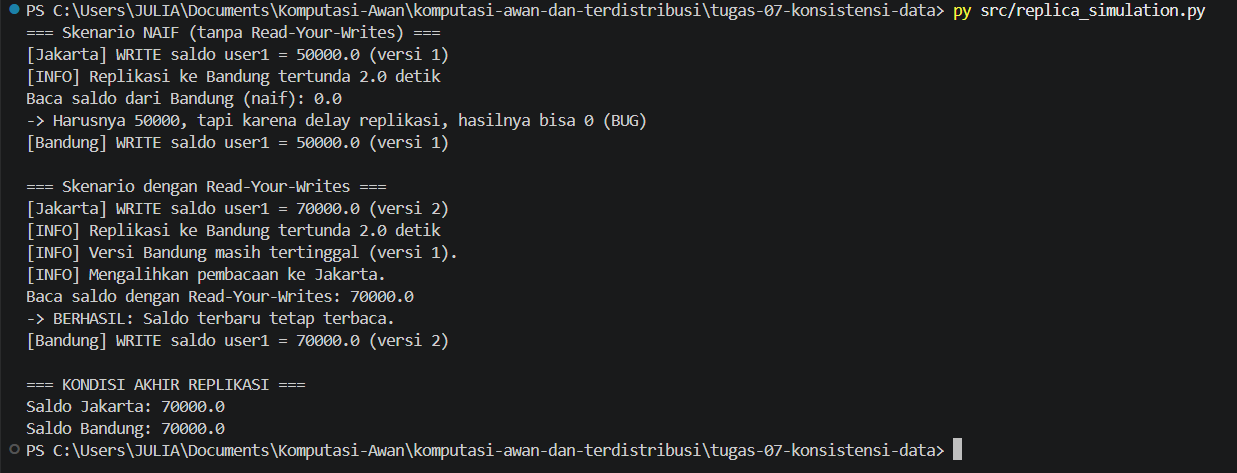 PS C:\Users\JULIA\Documents\Komputasi-Awan\komputasi-awan-dan-terdistribusi\tugas-07-konsistensi-data> py src/replica_simulation.py
=== Skenario NAIF (tanpa Read-Your-Writes) ===
[Jakarta] WRITE saldo user1 = 50000.0 (versi 1)
[INFO] Replikasi ke Bandung tertunda 2.0 detik
Baca saldo dari Bandung (naif): 0.0
-> Harusnya 50000, tapi karena delay replikasi, hasilnya bisa 0 (BUG)
[Bandung] WRITE saldo user1 = 50000.0 (versi 1)

=== Skenario dengan Read-Your-Writes ===
[Jakarta] WRITE saldo user1 = 70000.0 (versi 2)
[INFO] Replikasi ke Bandung tertunda 2.0 detik
[INFO] Versi Bandung masih tertinggal (versi 1).
[INFO] Mengalihkan pembacaan ke Jakarta.
Baca saldo dengan Read-Your-Writes: 70000.0
-> BERHASIL: Saldo terbaru tetap terbaca.
[Bandung] WRITE saldo user1 = 70000.0 (versi 2)

=== KONDISI AKHIR REPLIKASI ===
Saldo Jakarta: 70000.0
Saldo Bandung: 70000.0
PS C:\Users\JULIA\Documents\Komputasi-Awan\komputasi-awan-dan-terdistribusi\tugas-07-konsistensi-data>